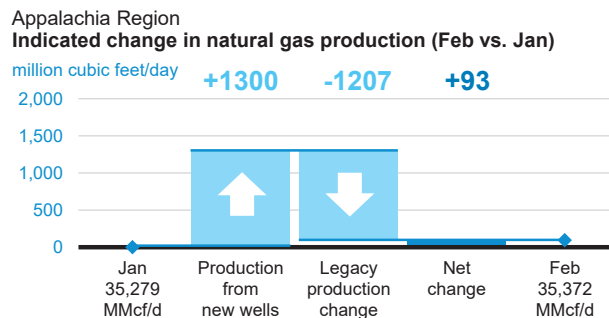 Appalachia Region
Indicated change in natural gas production (Feb vs. Jan)
million cubic feet/day
+1300 -1207 +93
2,000
1,500
1,000
500
0
Jan Production Legacy Net Feb
35,279 from production change 35,372
MMcf/d new wells change MMcf/d